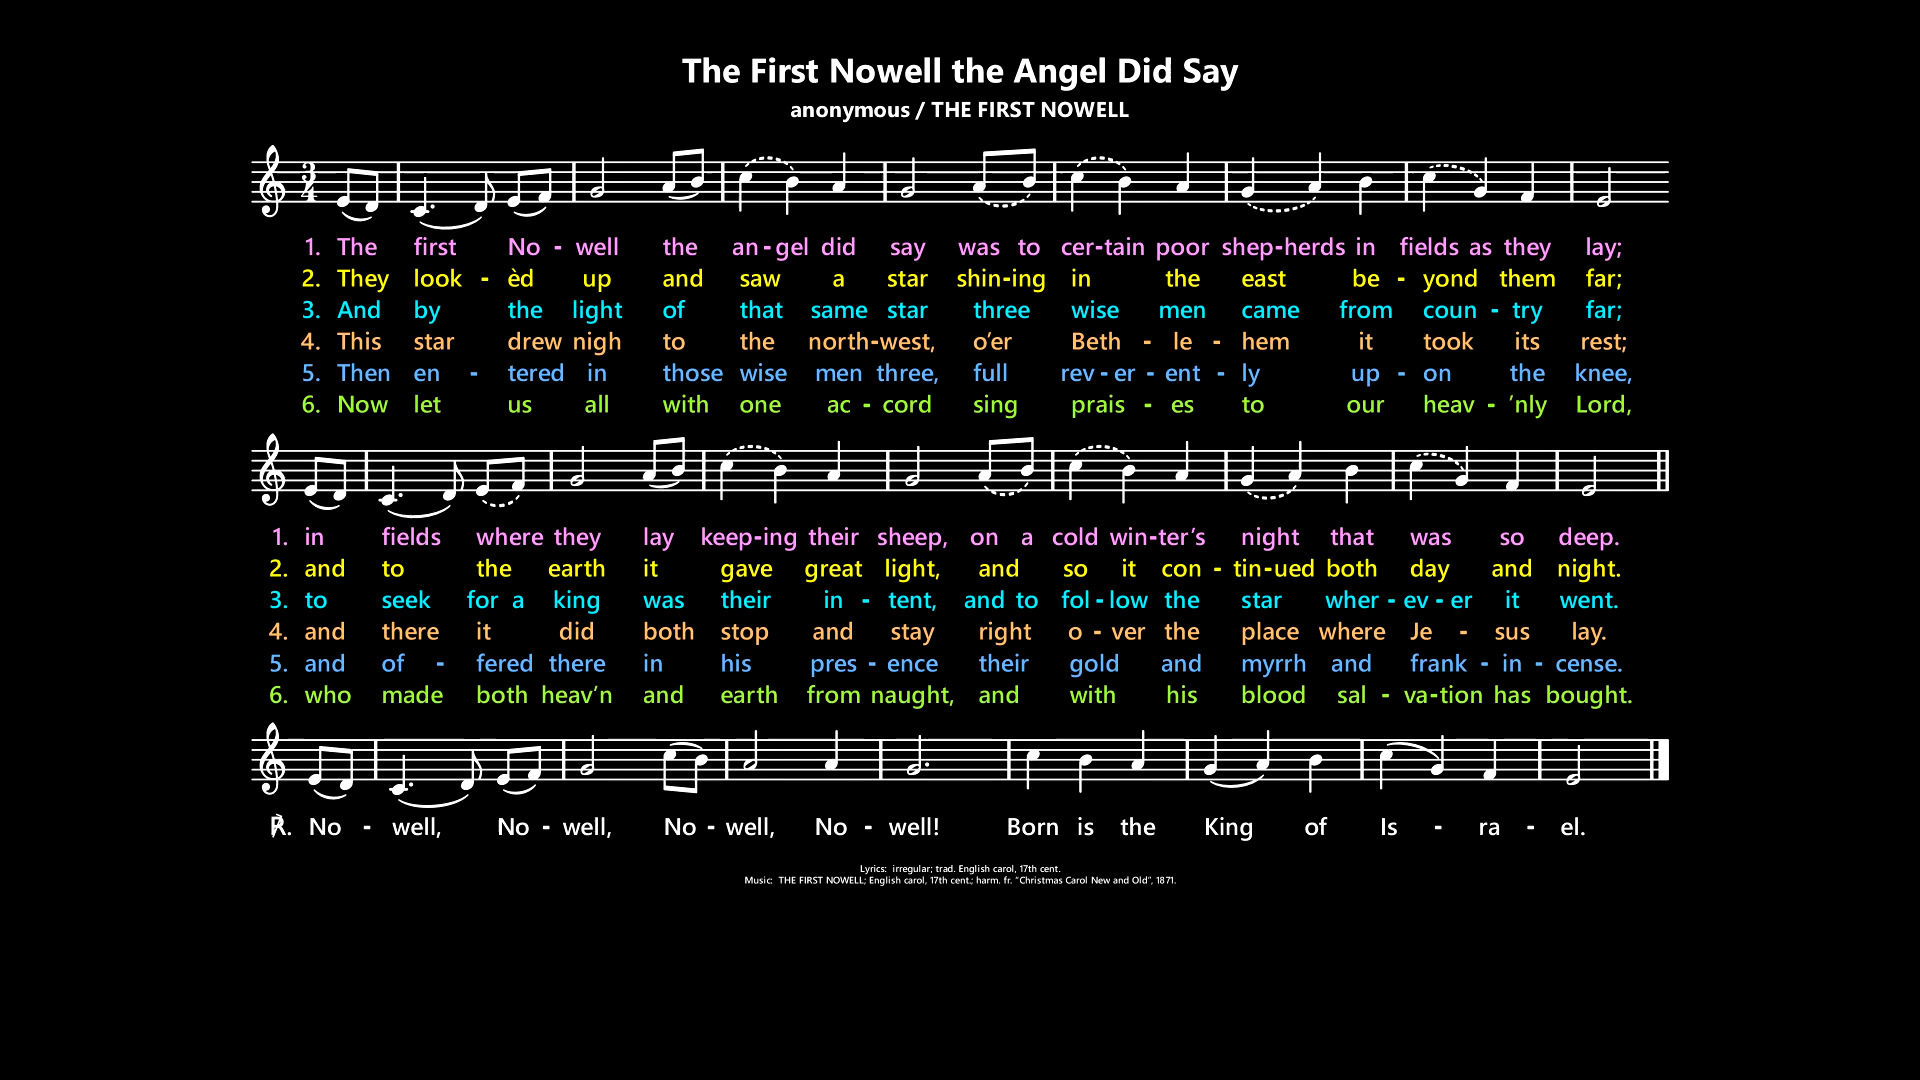 The First Nowell the Angel Did Say
anonymous / THE FIRST NOWELL
3
4
1. The first No - well the an - gel did say was to cer-tain poor shep-herds in fields as they lay;
2. They look - èd up and saw a star shin-ing in the east be - yond them far;
3. And by the light of that same star three wise men came from coun - try far;
4. This star drew nigh to the north-west, o’er Beth - le - hem it took its rest;
5. Then en - tered in those wise men three, full rev - er - ent - ly up - on the knee,
6. Now let us all with one ac - cord sing prais - es to our heav - ’nly Lord,
1. in fields where they lay keep-ing their sheep, on a cold win-ter’s night that was so deep.
2. and to the earth it gave great light, and so it con - tin-ued both day and night.
3. to seek for a king was their in - tent, and to fol - low the star wher - ev - er it went.
4. and there it did both stop and stay right o - ver the place where Je - sus lay.
5. and of - fered there in his pres - ence their gold and myrrh and frank - in - cense.
6. who made both heav’n and earth from naught, and with his blood sal - va-tion has bought.
℟. No - well, No - well, No - well, No - well! Born is the King of Is - ra - el.
Lyrics: irregular; trad. English carol, 17th cent.
Music: THE FIRST NOWELL; English carol, 17th cent.; harm. fr. “Christmas Carol New and Old”, 1871.